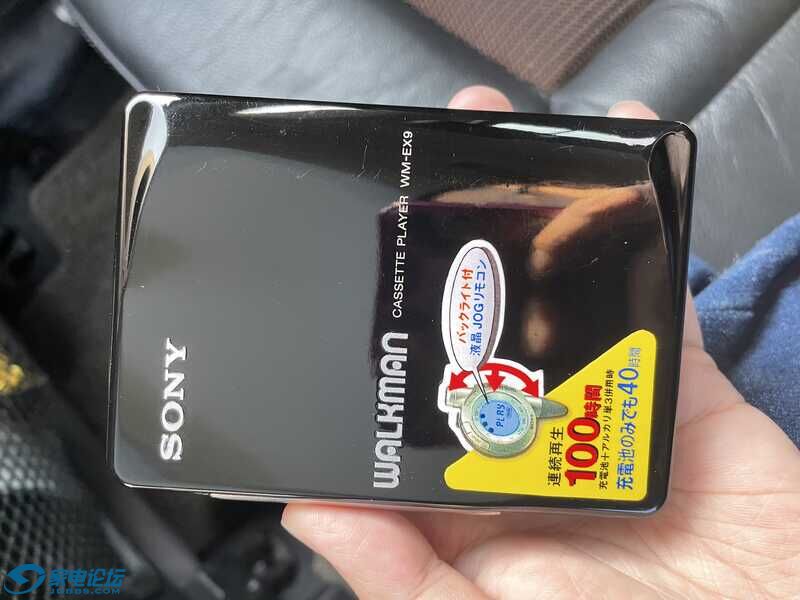 SONY
WALKMAN
CASSETTE PLAYER WM-EX9
バックライト付
液晶JOGリモコン
PLAY
連続再生
100時間
充電池+アルカリ単3併用時
充電池のみでも40時間
家电论坛
JDBBS.COM